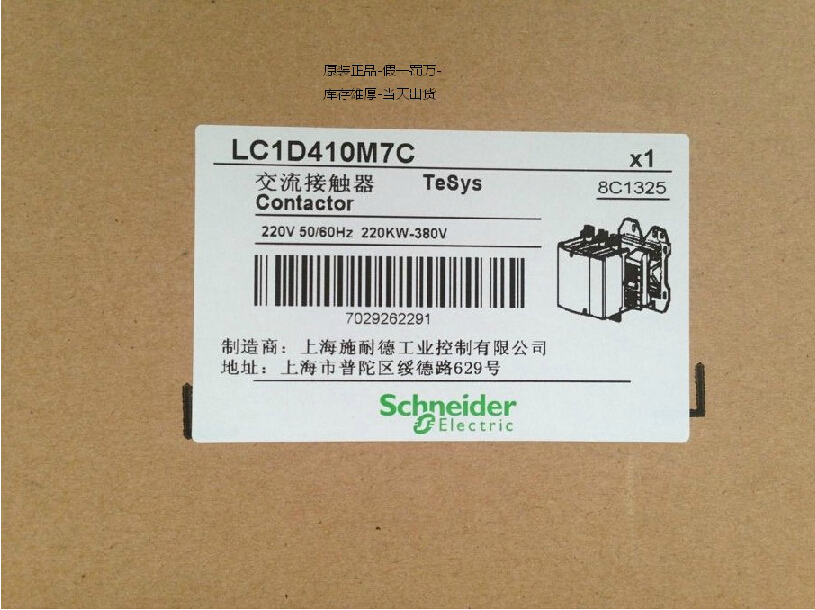 原装正品-假一罚万-
库存雄厚-当天出货
LC1D410M7C x1
交流接触器 TeSys 8C1325
Contactor
220V 50/60Hz 220KW-380V
7029262291
制造商：上海施耐德工业控制有限公司
地址：上海市普陀区绥德路629号
Schneider
Electric